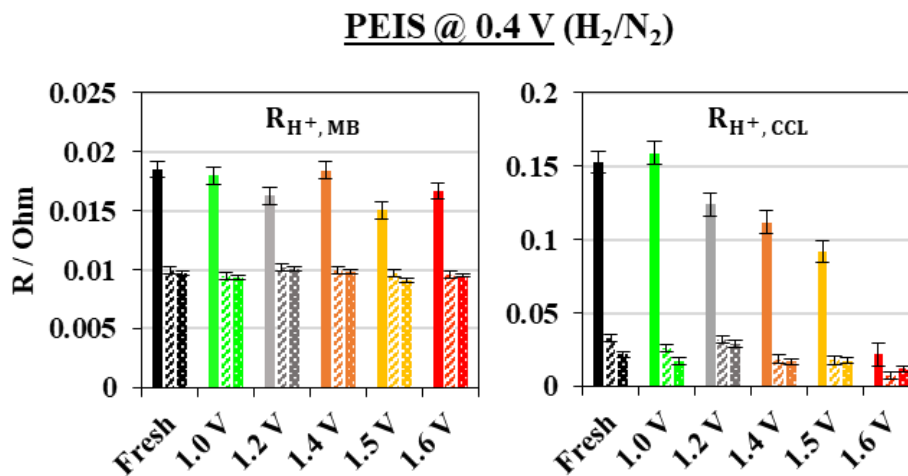 PEIS @ 0.4 V (H₂/N₂)
R / Ohm
R_H⁺, MB
0.025
0.02
0.015
0.01
0.005
0
Fresh
1.0 V
1.2 V
1.4 V
1.5 V
1.6 V
R_H⁺, CCL
0.2
0.15
0.1
0.05
0
Fresh
1.0 V
1.2 V
1.4 V
1.5 V
1.6 V